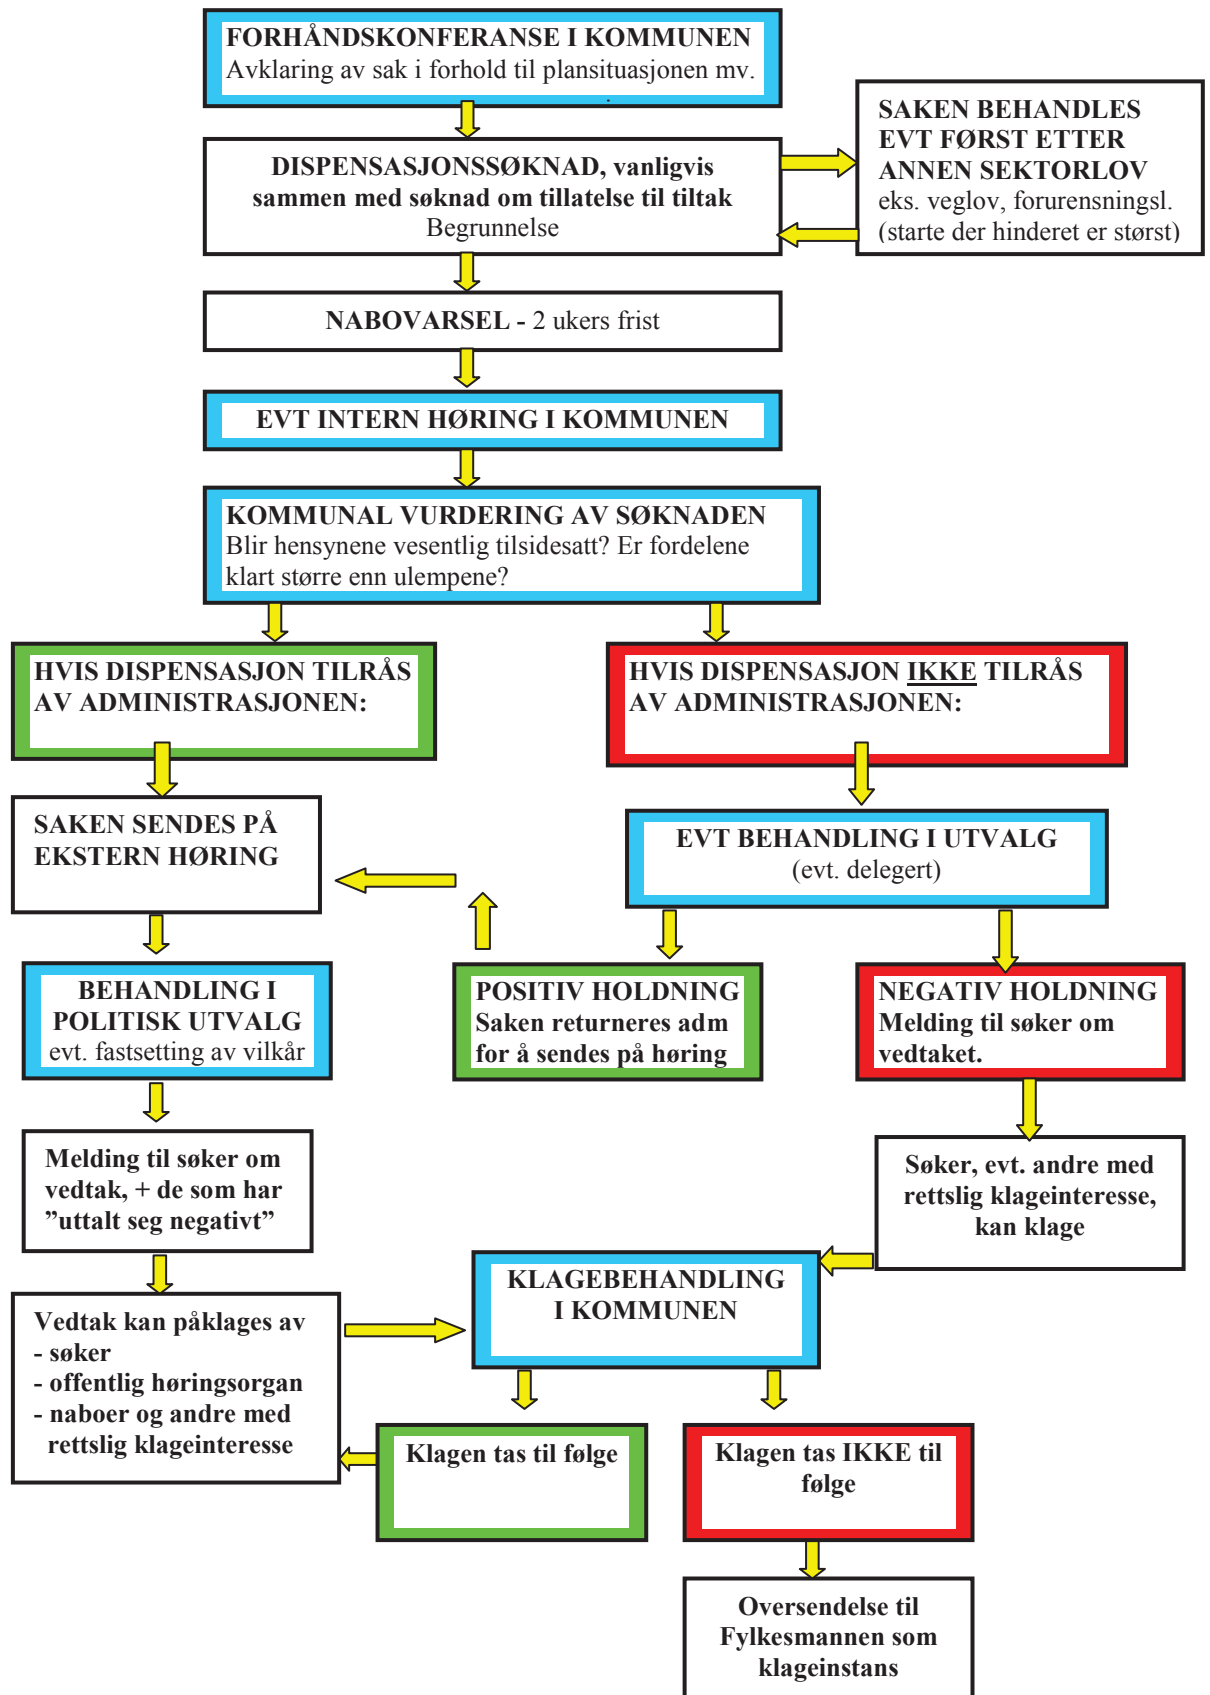 FORHÅNDSKONFERANSE I KOMMUNEN
Avklaring av sak i forhold til plansituasjonen mv.
SAKEN BEHANDLES
EVT FØRST ETTER
ANNEN SEKTORLOV
eks. veglov, forurensningsl.
(starte der hinderet er størst)
DISPENSASJONSSØKNAD, vanligvis
sammen med søknad om tillatelse til tiltak
Begrunnelse
NABOVARSEL - 2 ukers frist
EVT INTERN HØRING I KOMMUNEN
KOMMUNAL VURDERING AV SØKNADEN
Blir hensynene vesentlig tilsidesatt? Er fordelene
klart større enn ulempene?
HVIS DISPENSASJON TILRÅS
AV ADMINISTRASJONEN:
HVIS DISPENSASJON IKKE TILRÅS
AV ADMINISTRASJONEN:
SAKEN SENDES PÅ
EKSTERN HØRING
EVT BEHANDLING I UTVALG
(evt. delegert)
BEHANDLING I
POLITISK UTVALG
evt. fastsetting av vilkår
POSITIV HOLDNING
Saken returneres adm
for å sendes på høring
NEGATIV HOLDNING
Melding til søker om
vedtaket.
Melding til søker om
vedtak, + de som har
”uttalt seg negativt”
Søker, evt. andre med
rettslig klageinteresse,
kan klage
KLAGEBEHANDLING
I KOMMUNEN
Vedtak kan påklages av
- søker
- offentlig høringsorgan
- naboer og andre med
rettslig klageinteresse
Klagen tas til følge
Klagen tas IKKE til
følge
Oversendelse til
Fylkesmannen som
klageinstans